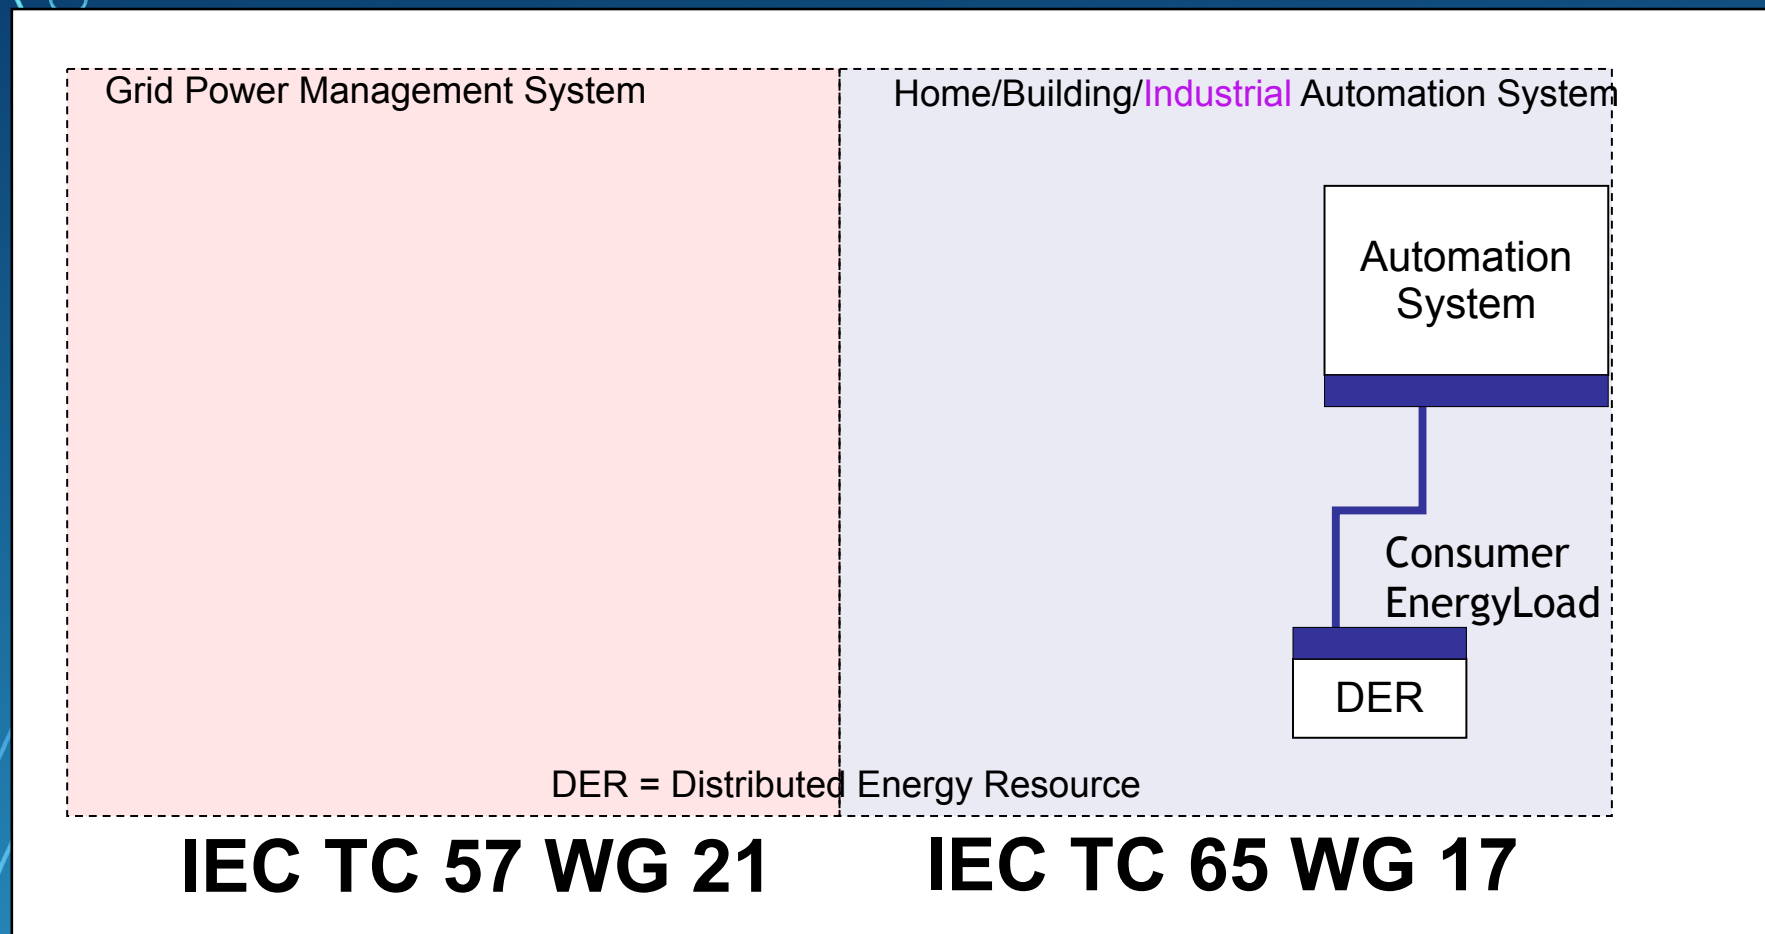 Grid Power Management System
Home/Building/Industrial Automation System
Automation
System
Consumer
EnergyLoad
DER
DER = Distributed Energy Resource
IEC TC 57 WG 21
IEC TC 65 WG 17